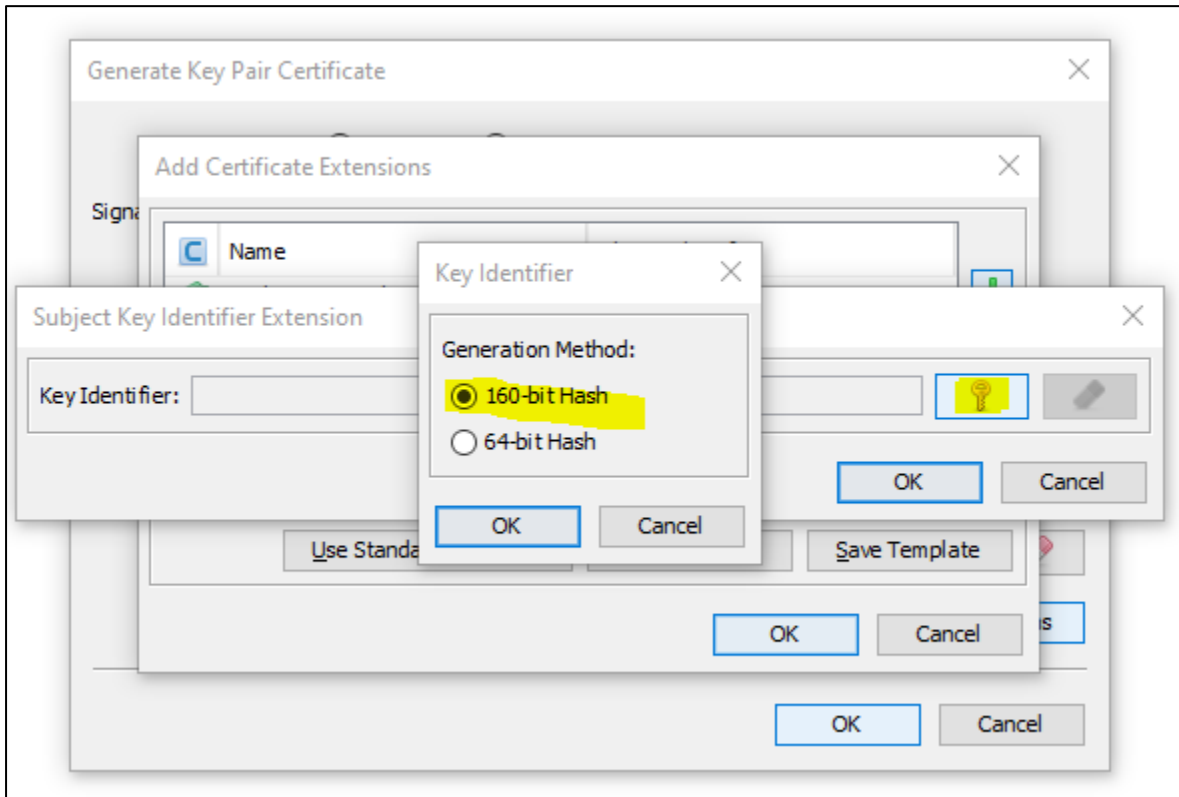 Generate Key Pair Certificate
Add Certificate Extensions
Signa
Name
Key Identifier
Subject Key Identifier Extension
Generation Method:
Key Identifier:
160-bit Hash
64-bit Hash
OK Cancel
OK Cancel
Use Standa
Save Template
OK Cancel
s
OK Cancel